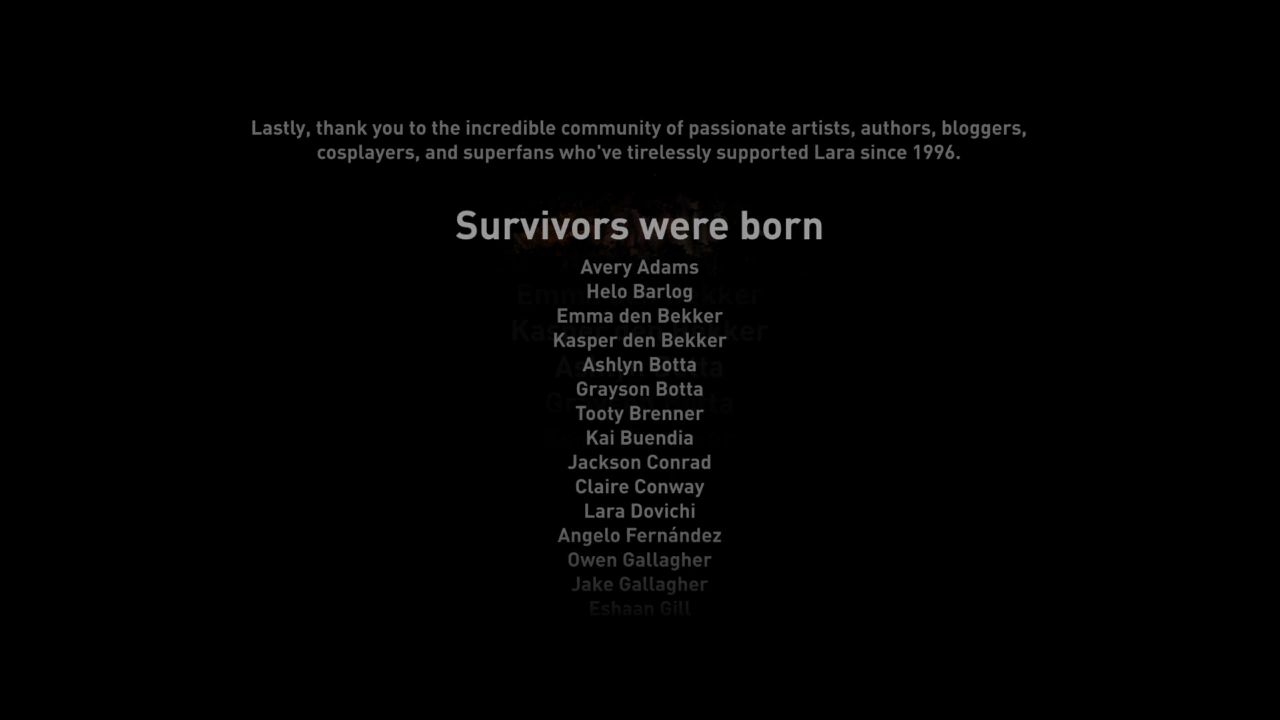 Lastly, thank you to the incredible community of passionate artists, authors, bloggers,
cosplayers, and superfans who've tirelessly supported Lara since 1996.
Survivors were born
Avery Adams
Helo Barlog
Emma den Bekker
Kasper den Bekker
Ashlyn Botta
Grayson Botta
Tooty Brenner
Kai Buendia
Jackson Conrad
Claire Conway
Lara Dovichi
Angelo Fernández
Owen Gallagher
Jake Gallagher
Eshaan Gill